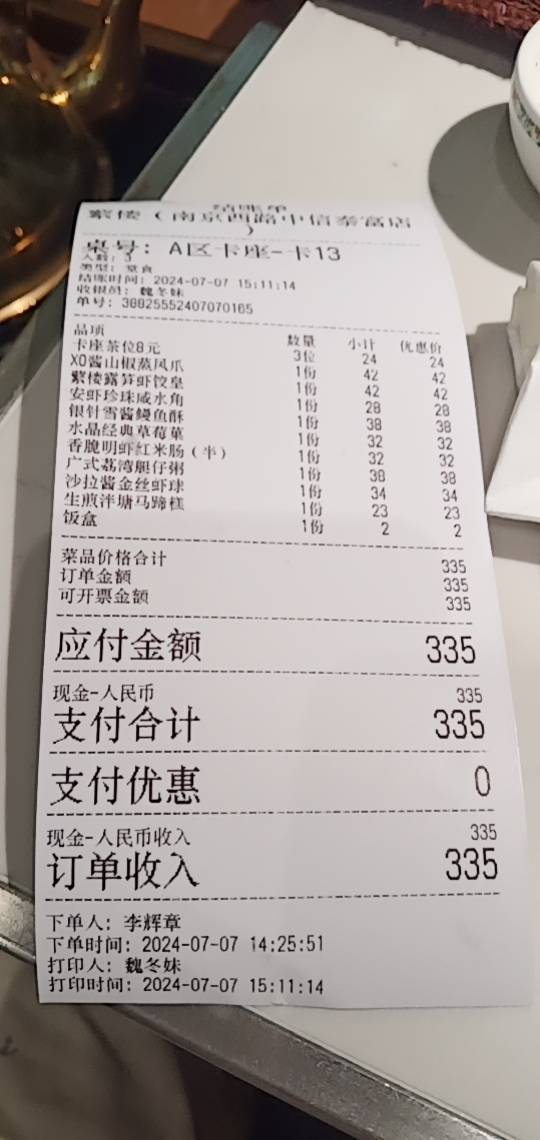 结账单
紫楼（南京西路中信泰富店
）
桌号: A区卡座-卡13
人数: 3
类型: 堂食
结账时间: 2024-07-07 15:11:14
收银员: 魏冬妹
单号: 38825552407070165
品项 数量 小计 优惠价
卡座茶位8元 3位 24 24
XO酱山椒蒸凤爪 1份 42 42
紫楼露笋虾饺皇 1份 42 42
安虾珍珠咸水角 1份 28 28
银针雪酱鳗鱼酥 1份 38 38
水晶经典草莓菓 1份 32 32
香脆明虾红米肠(半) 1份 32 32
广式荔湾艇仔粥 1份 38 38
沙拉酱金丝虾球 1份 34 34
生煎泮塘马蹄糕 1份 23 23
饭盒 1份 2 2
菜品价格合计 335
订单金额 335
可开票金额 335
应付金额 335
现金-人民币 335
支付合计 335
支付优惠 0
现金-人民币收入 335
订单收入 335
下单人: 李辉章
下单时间: 2024-07-07 14:25:51
打印人: 魏冬妹
打印时间: 2024-07-07 15:11:14